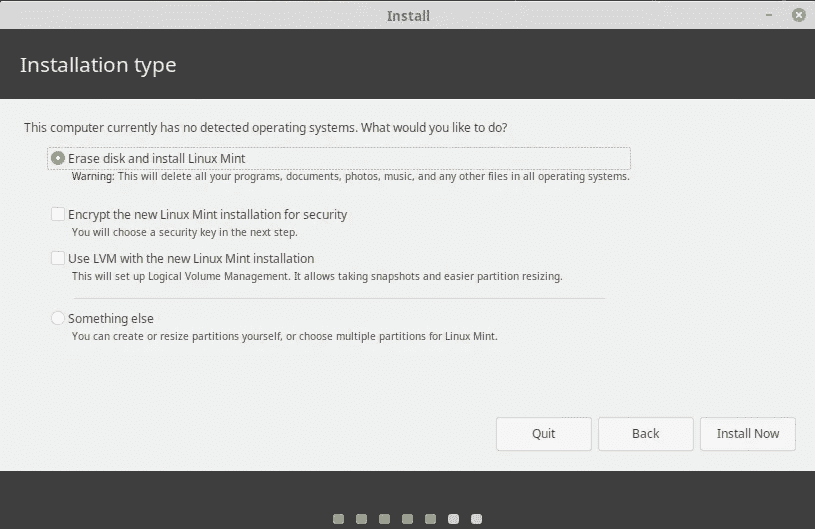 Install
Installation type
This computer currently has no detected operating systems. What would you like to do?
Erase disk and install Linux Mint
Warning: This will delete all your programs, documents, photos, music, and any other files in all operating systems.
Encrypt the new Linux Mint installation for security
You will choose a security key in the next step.
Use LVM with the new Linux Mint installation
This will set up Logical Volume Management. It allows taking snapshots and easier partition resizing.
Something else
You can create or resize partitions yourself, or choose multiple partitions for Linux Mint.
Quit Back Install Now